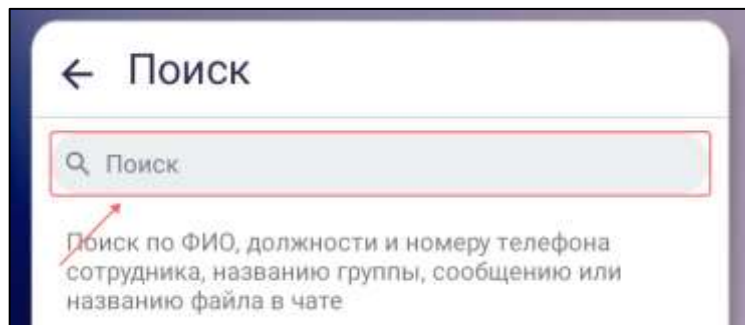 Поиск
Поиск
Поиск по ФИО, должности и номеру телефона
сотрудника, названию группы, сообщению или
названию файла в чате